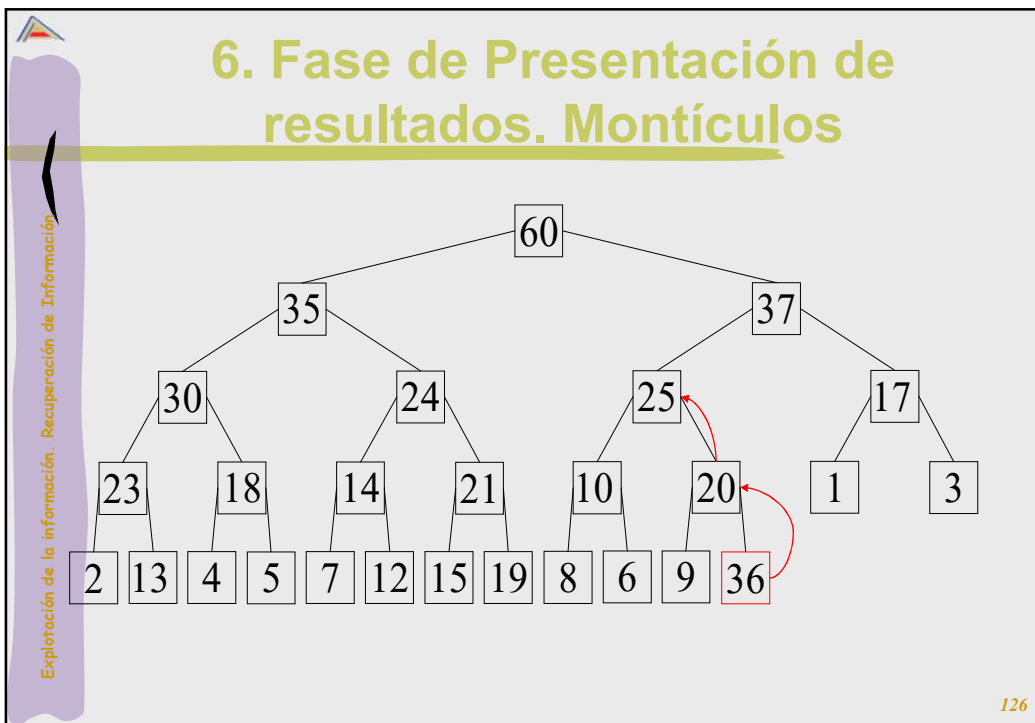 6. Fase de Presentación de
resultados. Montículos
Explotación de la información. Recuperación de Información
60
35 37
30 24 25 17
23 18 14 21 10 20 1 3
2 13 4 5 7 12 15 19 8 6 9 36
126